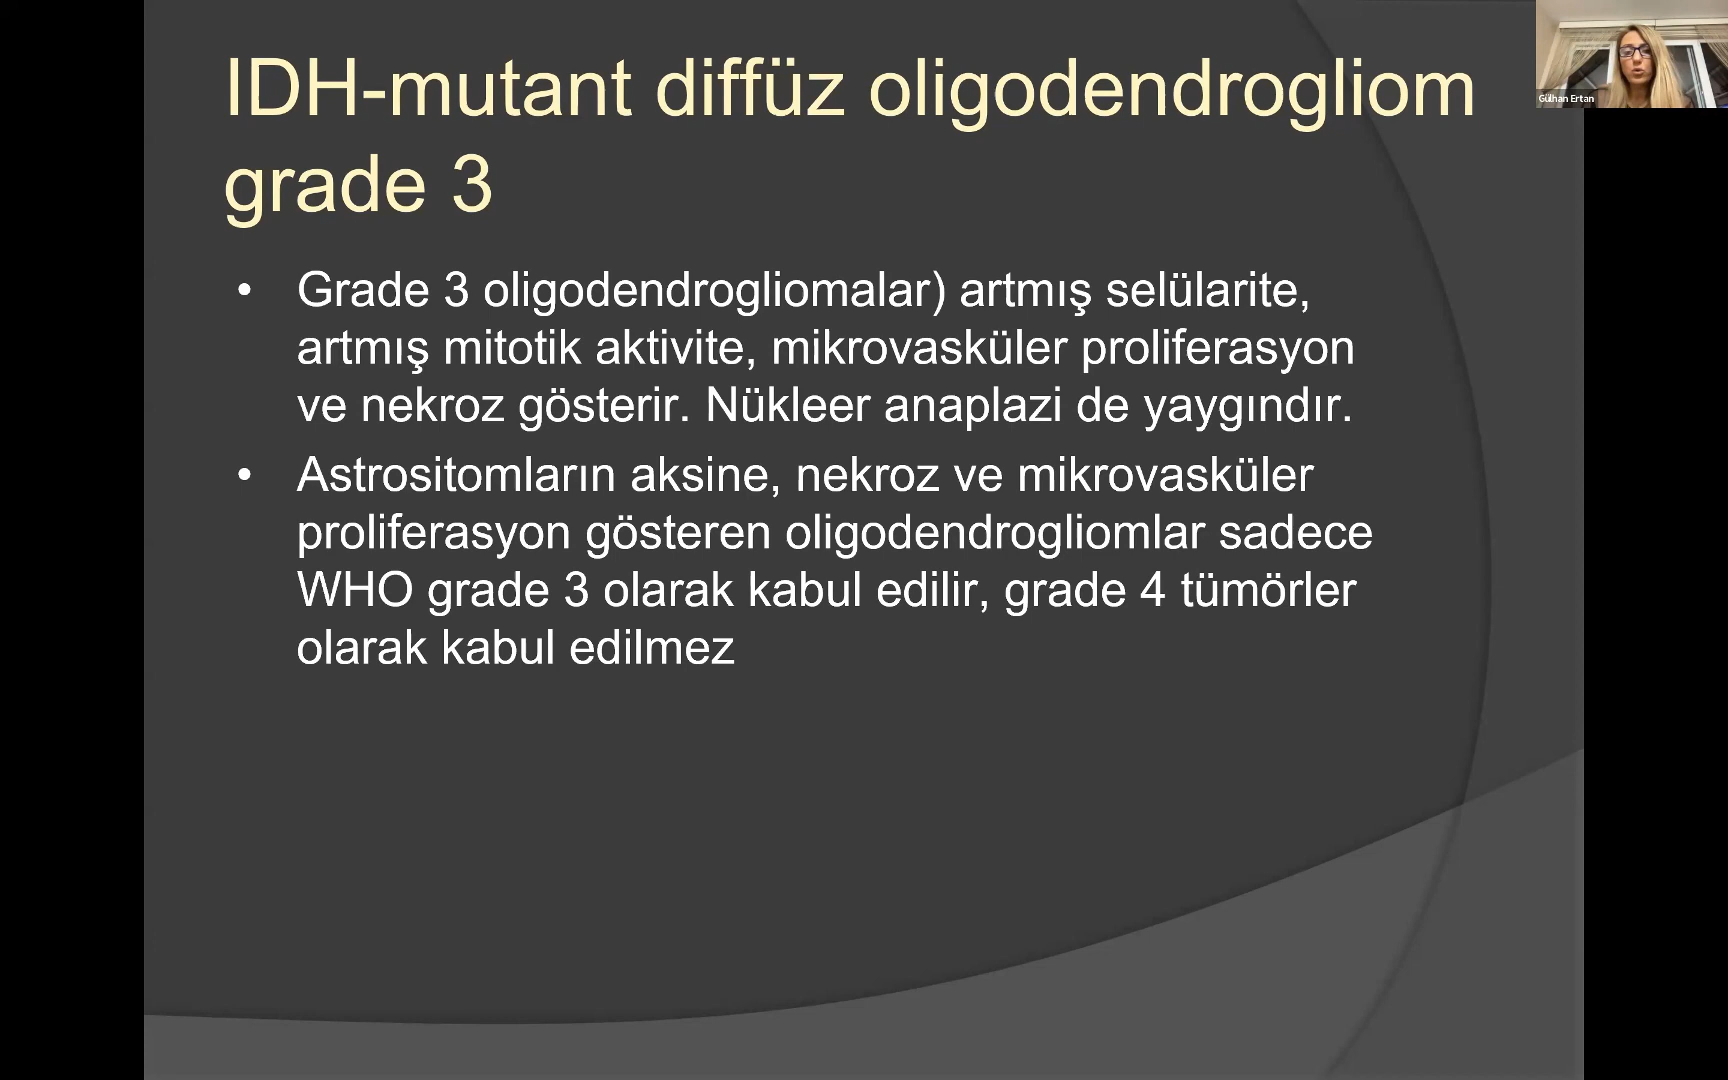 IDH-mutant diffüz oligodendrogliom
grade 3
Gülhan Ertan
• Grade 3 oligodendrogliomalar) artmış selülarite,
artmış mitotik aktivite, mikrovasküler proliferasyon
ve nekroz gösterir. Nükleer anaplazi de yaygındır.
• Astrositomların aksine, nekroz ve mikrovasküler
proliferasyon gösteren oligodendrogliomlar sadece
WHO grade 3 olarak kabul edilir, grade 4 tümörler
olarak kabul edilmez